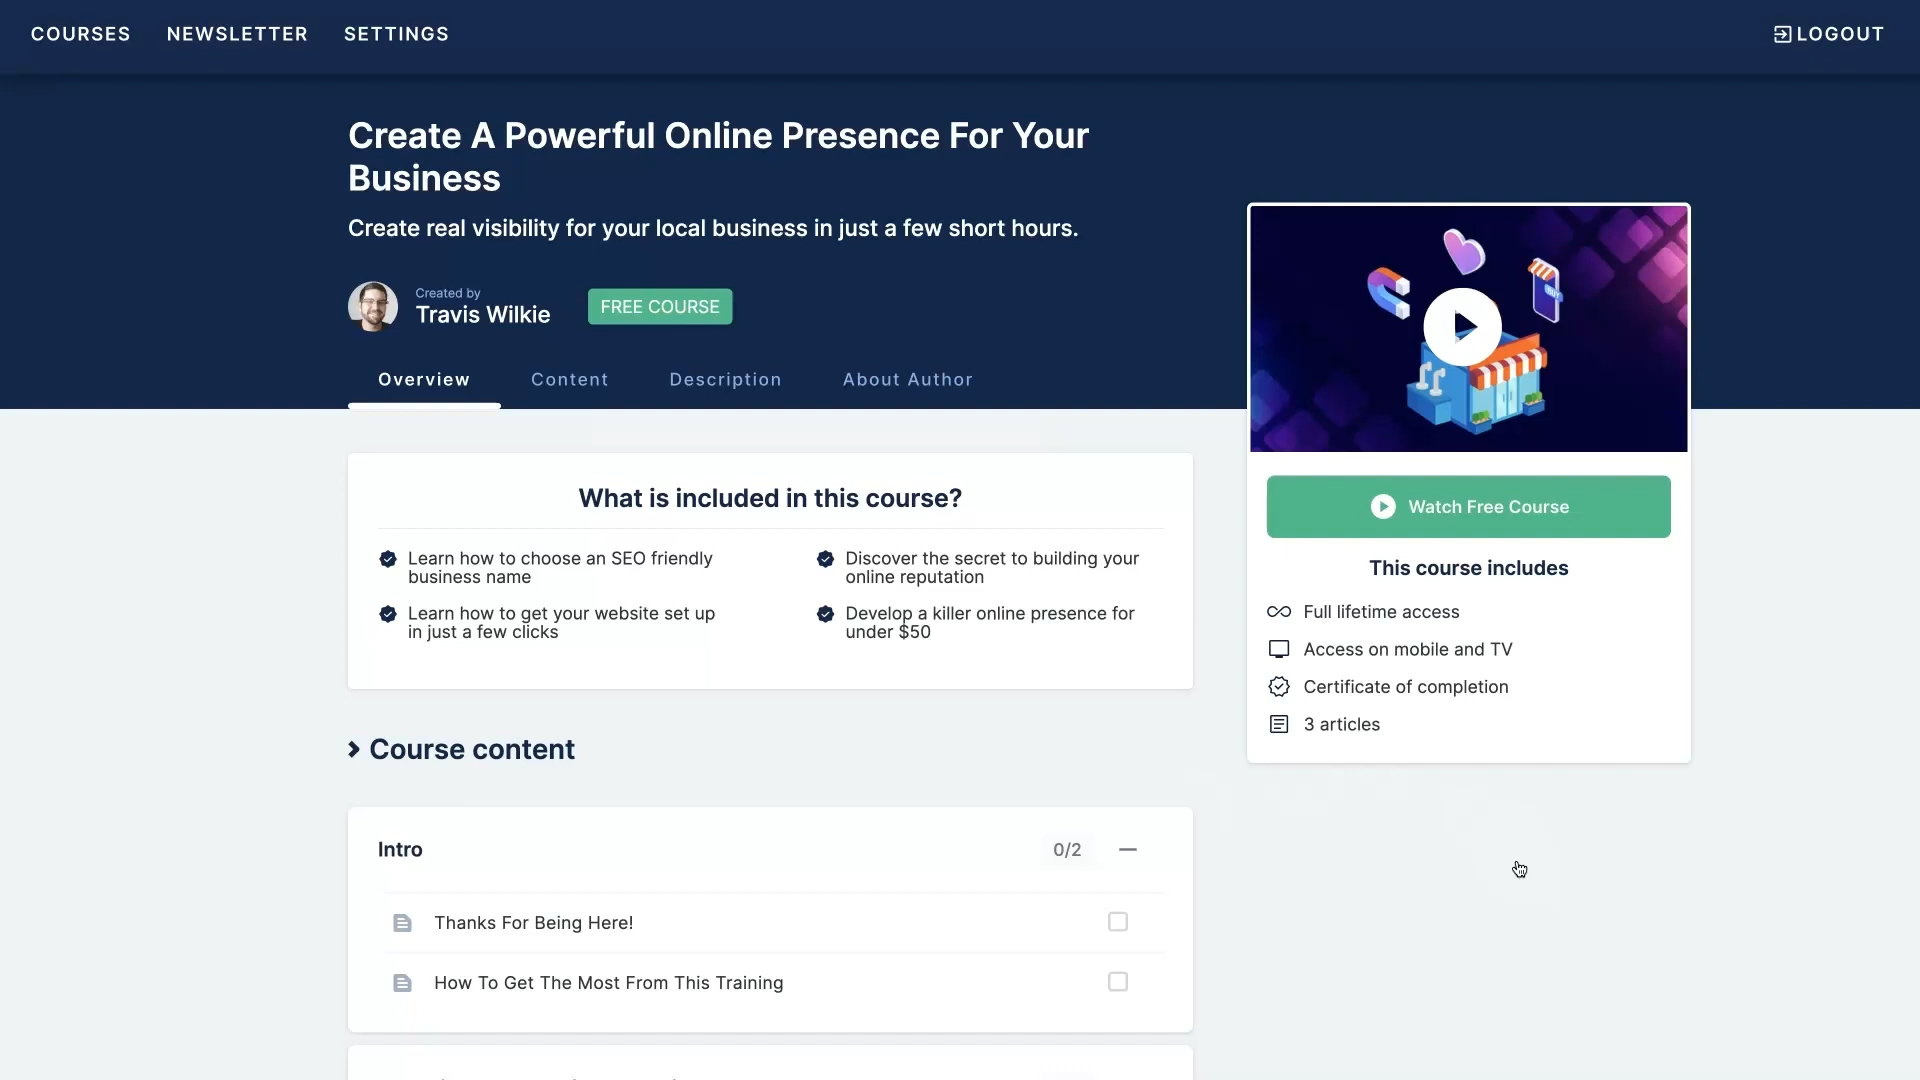 COURSES NEWSLETTER SETTINGS LOGOUT
Create A Powerful Online Presence For Your
Business
Create real visibility for your local business in just a few short hours.
Created by
Travis Wilkie
FREE COURSE
Overview Content Description About Author
What is included in this course?
Learn how to choose an SEO friendly
business name
Discover the secret to building your
online reputation
Learn how to get your website set up
in just a few clicks
Develop a killer online presence for
under $50
Course content
Intro 0/2
Thanks For Being Here!
How To Get The Most From This Training
BUY
Watch Free Course
This course includes
Full lifetime access
Access on mobile and TV
Certificate of completion
3 articles